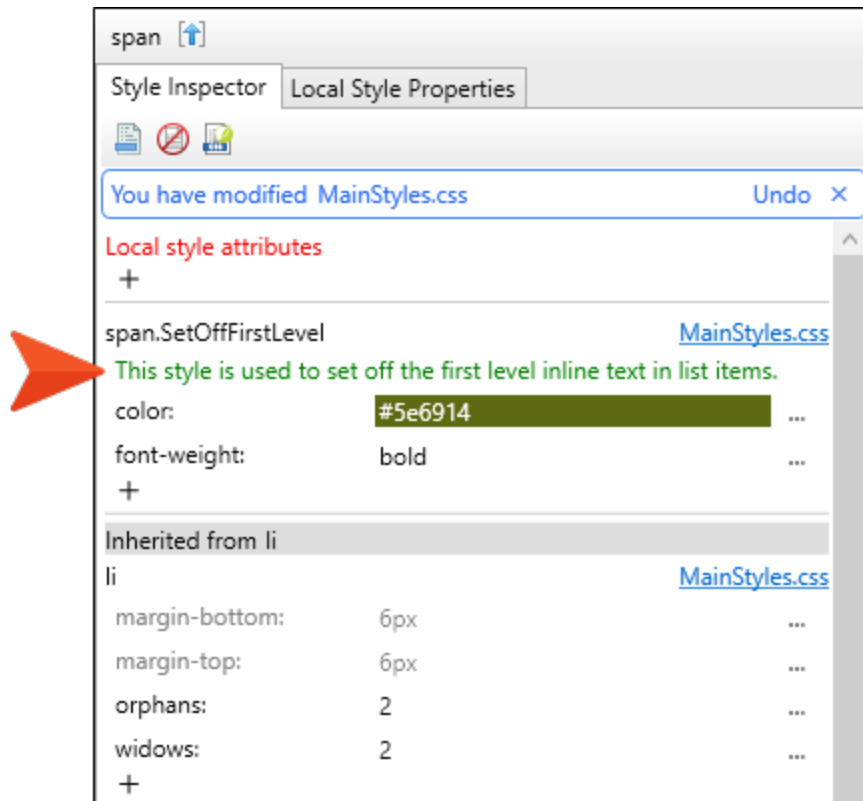 span
Style Inspector Local Style Properties
You have modified MainStyles.css Undo ×
Local style attributes
+
span.SetOffFirstLevel MainStyles.css
This style is used to set off the first level inline text in list items.
color: #5e6914 ...
font-weight: bold ...
+
Inherited from li
li MainStyles.css
margin-bottom: 6px ...
margin-top: 6px ...
orphans: 2 ...
widows: 2 ...
+